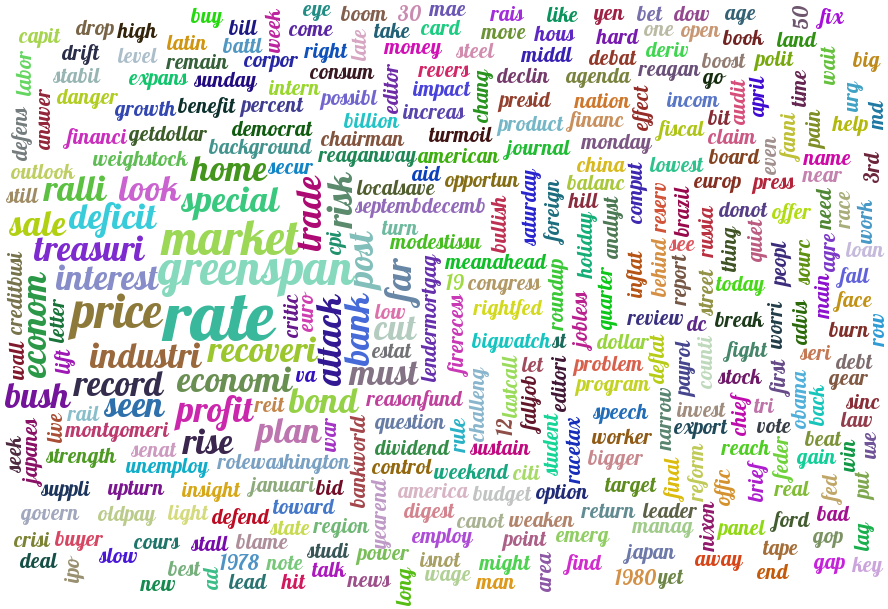 buy
eye
boom
30
mae
rais
like
yen
bet
dow
age
50
fix
capit
drop
high
bill
week
come
late
take
card
move
hous
hard
one
open
book
land
drift
level
latin
battl
right
money
steel
middl
debat
deriv
polit
wait
big
labor
stabil
remain
corpor
consum
editor
revers
chang
declin
agenda
reagan
go
boost
time
urg
expans
sunday
intern
possibl
impact
danger
growth
benefit
percent
increas
presid
nation
effect
incom
audit
april
help
md
defens
answer
financi
getdollar
democrat
billion
chairman
turmoil
product
financ
fiscal
bit
claim
fanni
pain
background
reaganway
american
journal
monday
even
name
3rd
outlook
weighstock
home
secur
aid
opportun
saturday
china
lowest
board
near
still
ralli
look
special
trade
risk
localsave
balanc
comput
europ
press
septembdecemb
bullish
foreign
hill
analyst
reserv
brazil
russia
donot
offer
need
race
work
sale
deficit
cpi
turn
modestissu
holiday
behind
see
thing
quiet
treasuri
market
post
meanahead
roundup
inflat
report
peopl
sourc
agre
loan
creditbusi
interest
greenspan
far
lendermortgag
19
congress
quarter
street
today
main
fall
econom
letter
price
rate
critic
euro
attack
bank
low
cut
firerecess
rightfed
jobless
review
dc
break
worri
advis
face
burn
row
wall
lift
industri
recoveri
estat
bigwatch
st
dollar
deflat
council
fight
seri
debt
bush
record
economi
va
must
challeng
lastcall
let
problem
payrol
stock
first
gear
seen
profit
reit
bond
reasonfund
falljob
editori
program
narrow
invest
chief
tri
obama
back
sinc
law
japanes
live
rail
montgomeri
rise
plan
war
question
rule
12
student
speech
export
vote
seek
strength
senat
bankworld
dividend
sustain
racetax
worker
reach
feder
beat
gain
win
use
unemploy
rolewashington
control
weekend
citi
bigger
final
reform
brief
suppli
upturn
insight
januari
bid
yearend
america
budget
option
target
offic
real
fed
put
govern
oldpay
light
defend
toward
digest
canot
weaken
return
leader
nixon
panel
ford
bad
crisi
buyer
state
region
employ
point
emerg
manag
gop
lag
deal
slow
cours
stall
blame
studi
power
isnot
might
find
japan
away
tape
gap
key
ipo
best
1978
note
talk
news
wage
area
1980
yet
end
new
ad
lead
hit
long
man